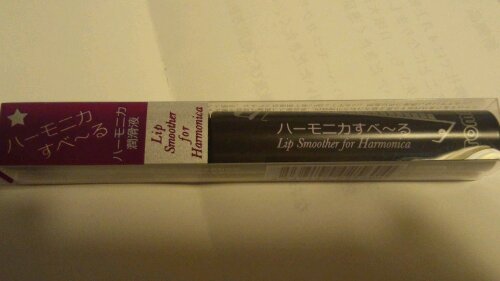 ハーモニカ
すべ〜る
ハーモニカ
潤滑液
Lip
Smoother
for
Harmonica
ハーモニカすべ〜る
Lip Smoother for Harmonica